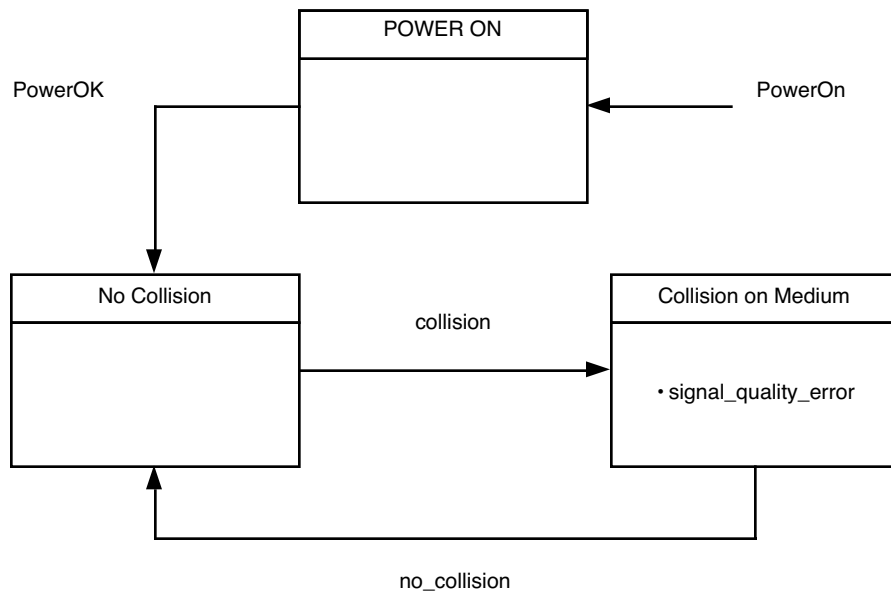 POWER ON
PowerOK
PowerOn
No Collision
Collision on Medium
collision
• signal_quality_error
no_collision